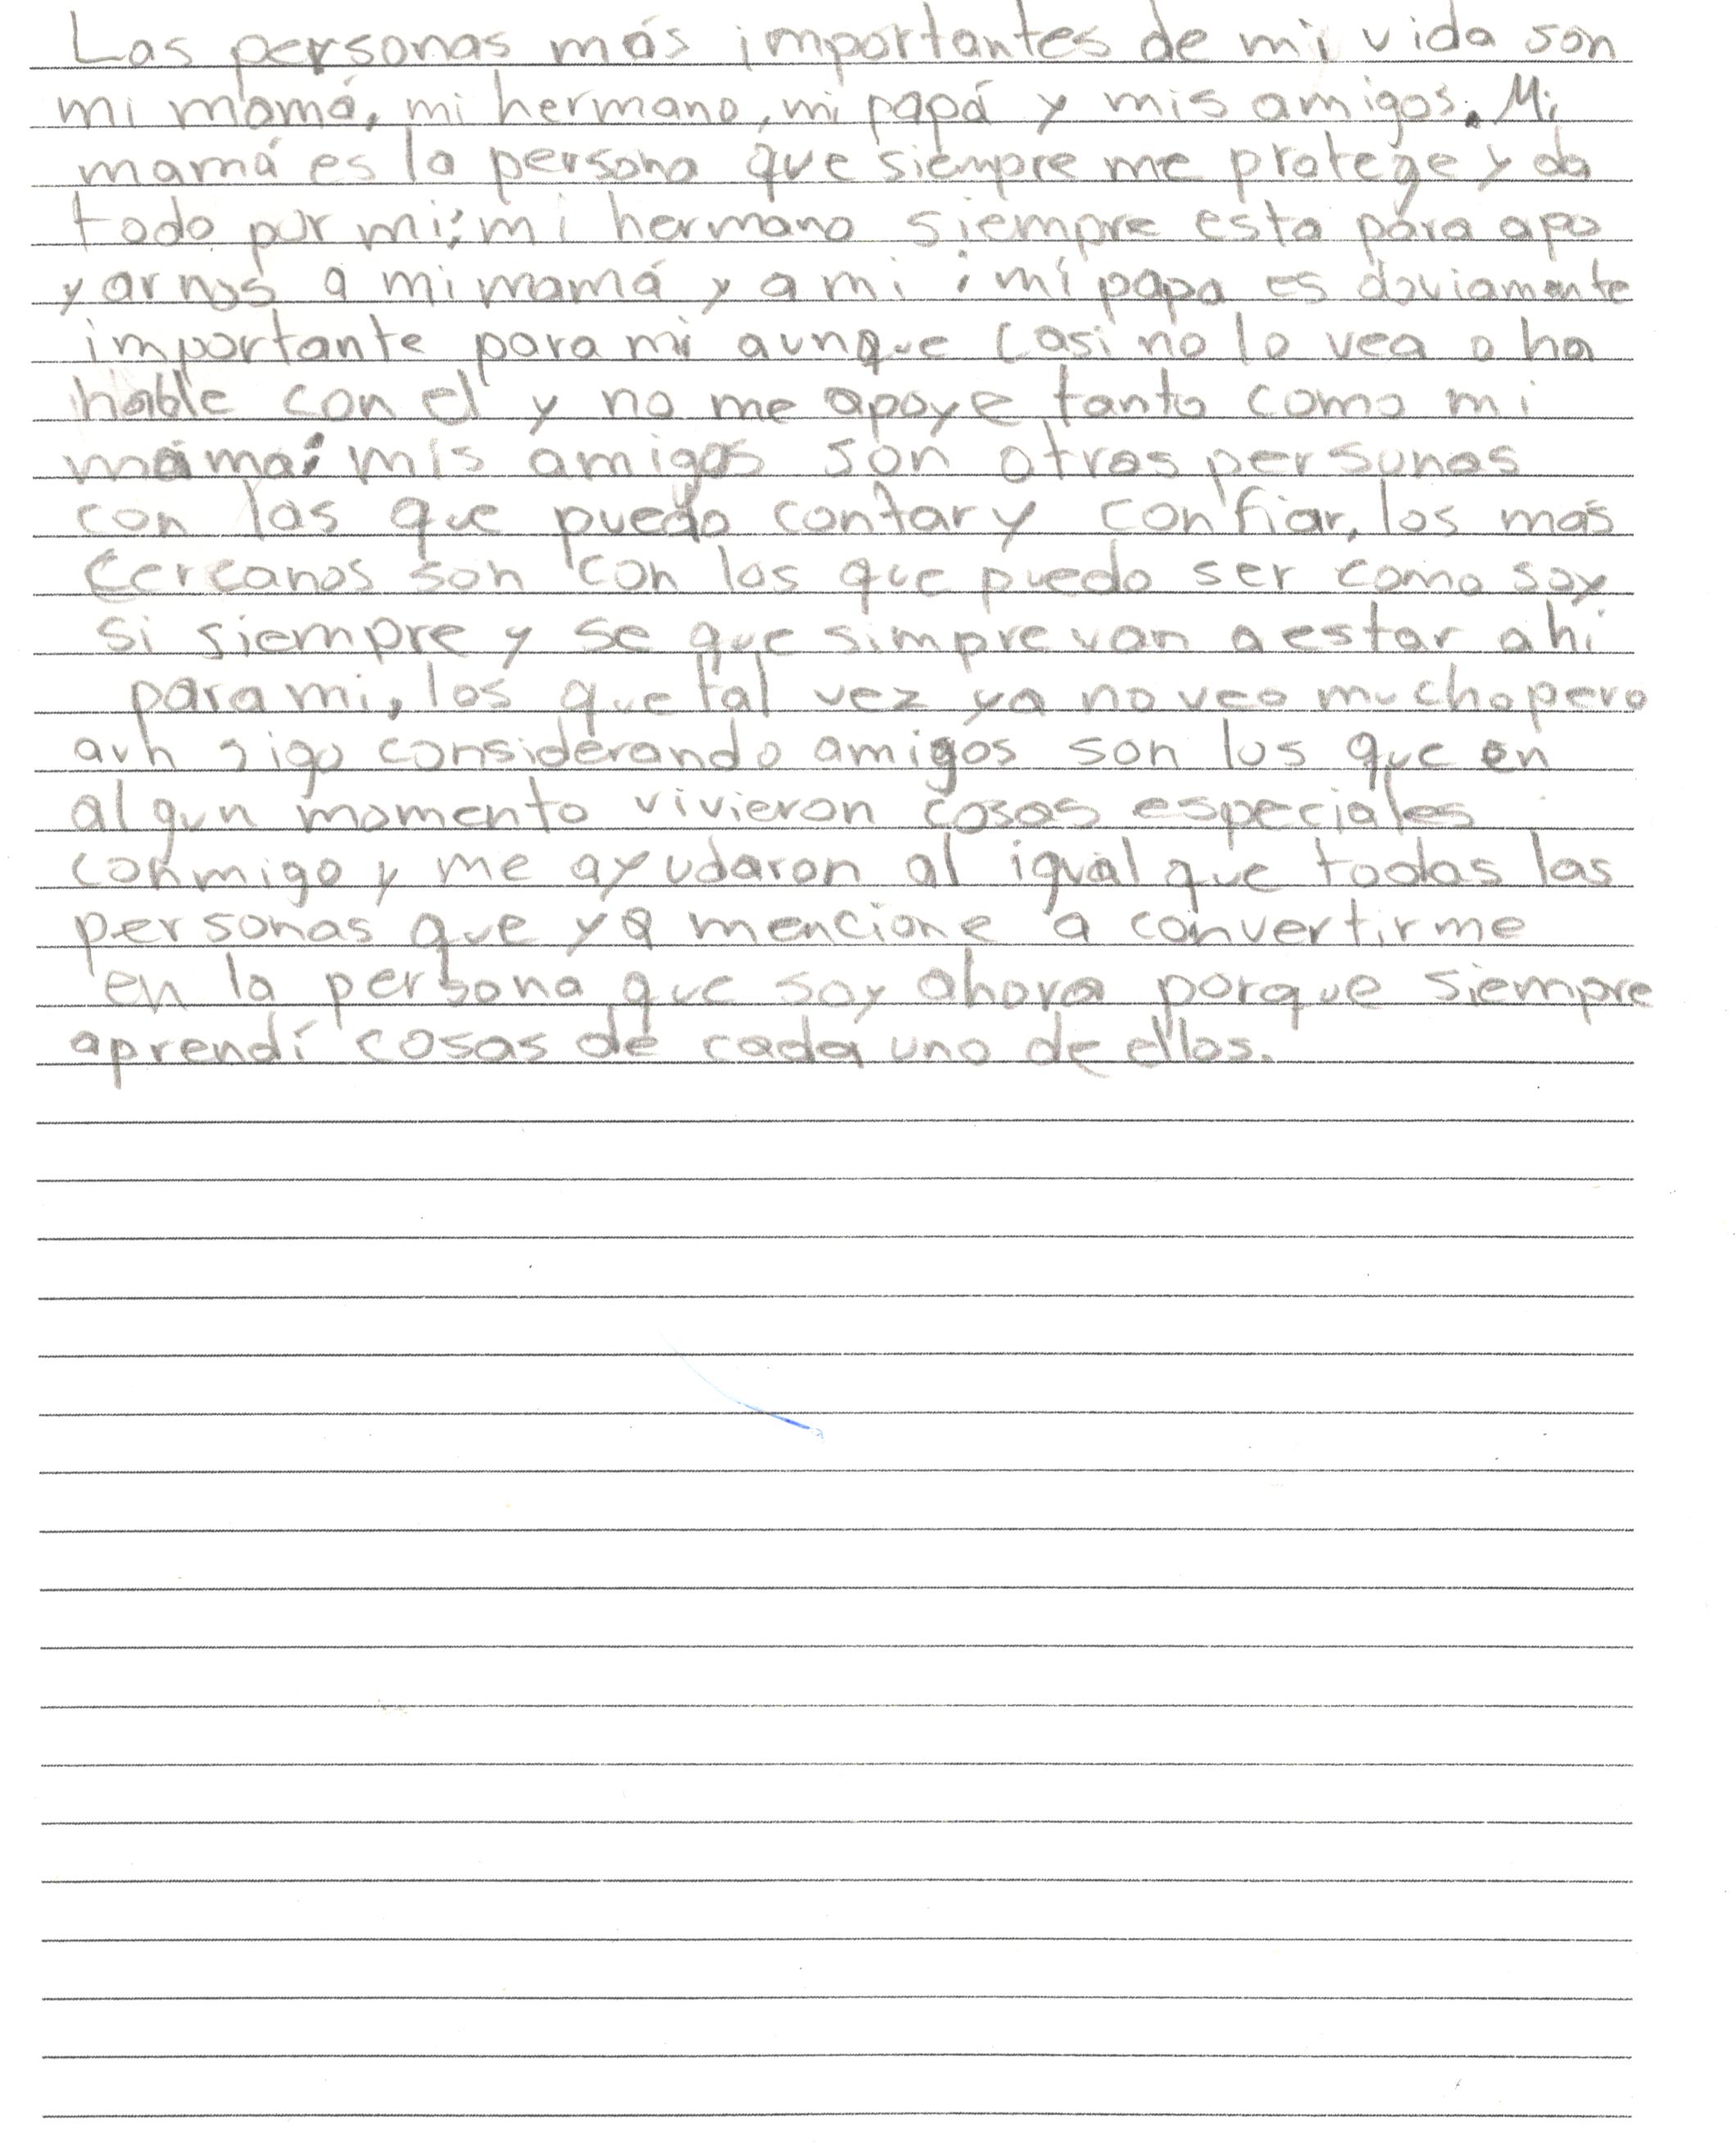 Las personas más importantes de mi vida son
mi mamá, mi hermano, mi papá y mis amigos. Mi
mamá es la persona que siempre me protege y da
todo por mi; mi hermano siempre esta para apo
yarnos a mi mamá y a mi ; mi papa es obviamente
importante para mi aunque casi no lo vea o ha
hable con el y no me apoye tanto como mi
mama; mis amigos son otras personas
con las que puedo contar y confiar, los mas
cercanos son con los que puedo ser como soy
si siempre y se que simpre van a estar ahi
para mi, los que tal vez ya no veo mucho pero
aun sigo considerando amigos son los que en
algun momento vivieron cosas especiales
conmigo y me ayudaron al igual que todas las
personas que ya mencione a convertirme
en la persona que soy ahora porque siempre
aprendí cosas de cada uno de ellos.